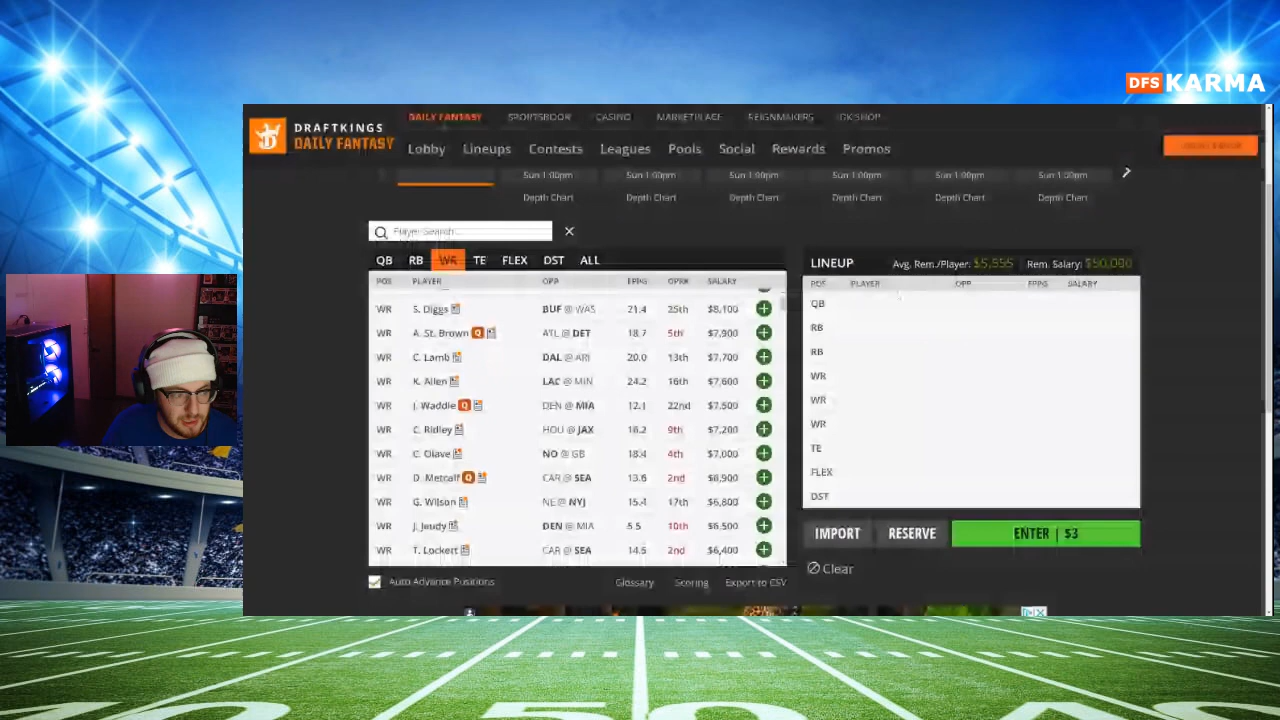 DFS KARMA
DRAFTKINGS
DAILY FANTASY
DAILY FANTASY SPORTSBOOK CASINO MARKETPLACE REIGNMAKERS DK SHOP
Lobby Lineups Contests Leagues Pools Social Rewards Promos
Sun 1:00pm Sun 1:00pm Sun 1:00pm Sun 1:00pm Sun 1:00pm Sun 1:00pm
Depth Chart Depth Chart Depth Chart Depth Chart Depth Chart Depth Chart
Player Search...
QB RB WR TE FLEX DST ALL
POS PLAYER OPP FPPG OPRK SALARY
WR S. Diggs BUF @ WAS 21.4 25th $8,100
WR A. St. Brown Q ATL @ DET 18.7 5th $7,900
WR C. Lamb DAL @ ARI 20.0 13th $7,700
WR K. Allen LAC @ MIN 24.2 16th $7,600
WR J. Waddle Q DEN @ MIA 12.1 22nd $7,500
WR C. Ridley HOU @ JAX 16.2 9th $7,200
WR C. Olave NO @ GB 18.4 4th $7,000
WR D. Metcalf Q CAR @ SEA 13.6 2nd $6,900
WR G. Wilson NE @ NYJ 15.4 17th $6,800
WR J. Jeudy DEN @ MIA 5.5 10th $6,500
WR T. Lockett CAR @ SEA 14.5 2nd $6,400
Auto Advance Positions Glossary Scoring Export to CSV
LINEUP Avg. Rem./Player: $5,555 Rem. Salary: $50,000
POS PLAYER OPP FPPG SALARY
QB
RB
RB
WR
WR
WR
TE
FLEX
DST
IMPORT RESERVE ENTER | $3
Clear
50